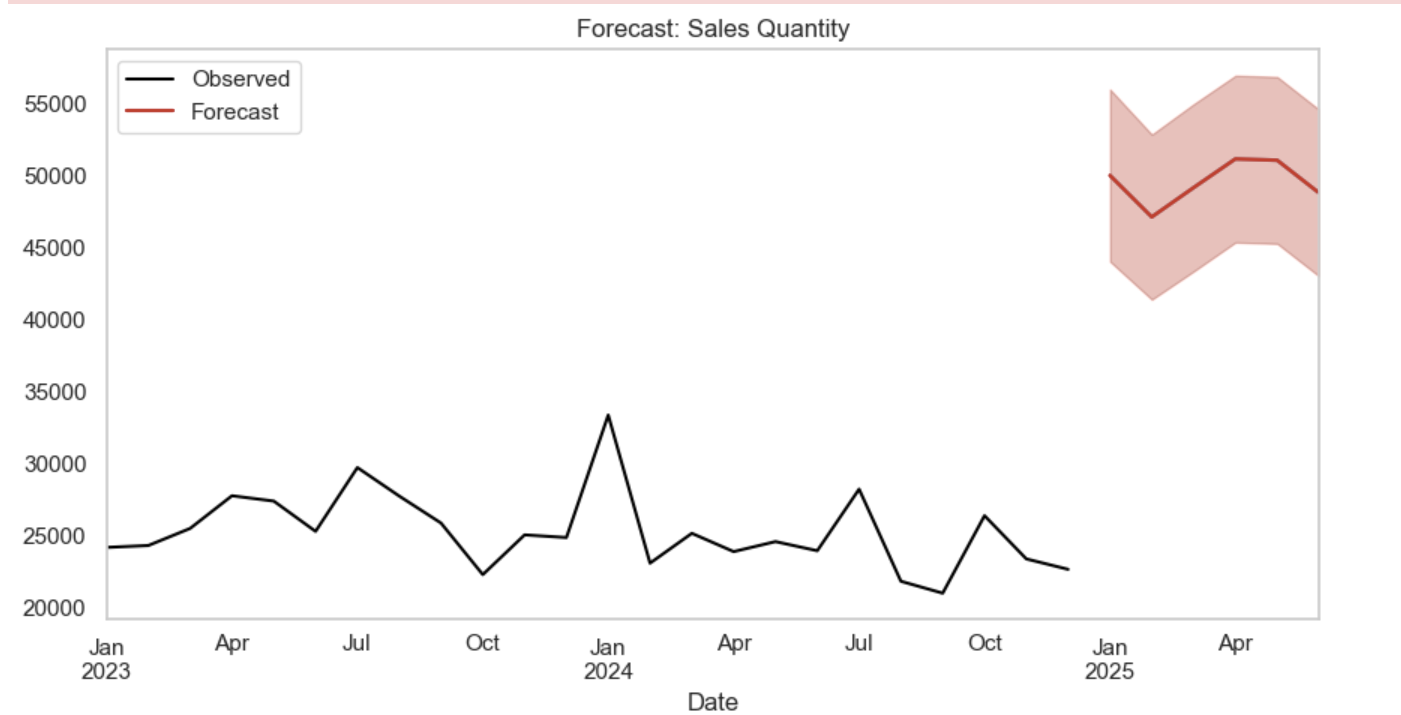 Forecast: Sales Quantity
Observed
Forecast
55000
50000
45000
40000
35000
30000
25000
20000
Jan Apr Jul Oct Jan Apr Jul Oct Jan Apr
2023 2024 2025
Date